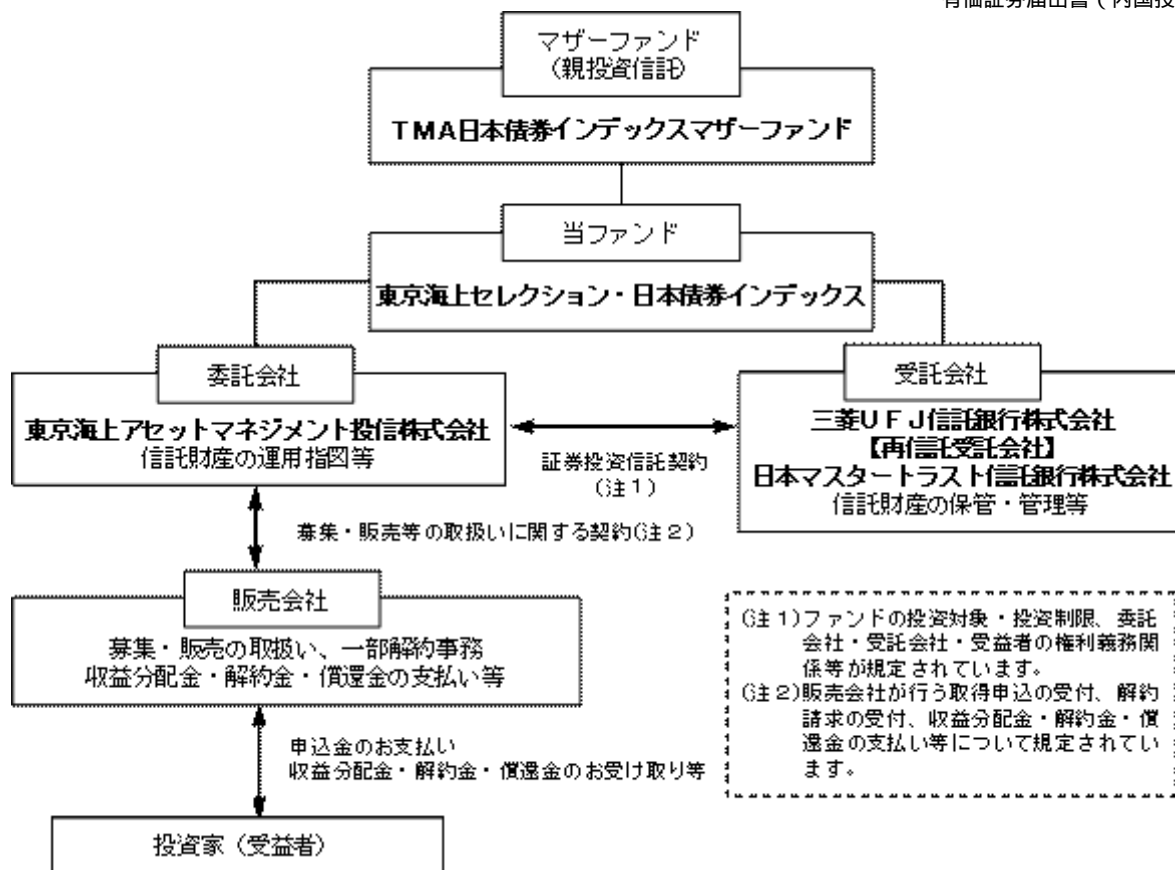 有価証券届出書（内国投
マザーファンド
（親投資信託）
ＴＭＡ日本債券インデックスマザーファンド
当ファンド
東京海上セレクション・日本債券インデックス
委託会社
東京海上アセットマネジメント投信株式会社
信託財産の運用指図等
受託会社
三菱ＵＦＪ信託銀行株式会社
【再信託受託会社】
日本マスタートラスト信託銀行株式会社
信託財産の保管・管理等
証券投資信託契約
（注１）
募集・販売等の取扱いに関する契約（注２）
販売会社
募集・販売の取扱い、一部解約事務
収益分配金・解約金・償還金の支払い等
（注１）ファンドの投資対象・投資制限、委託
会社・受託会社・受益者の権利義務関
係等が規定されています。
（注２）販売会社が行う取得申込の受付、解約
請求の受付、収益分配金・解約金・償
還金の支払い等について規定されてい
ます。
申込金のお支払い
収益分配金・解約金・償還金のお受け取り等
投資家（受益者）